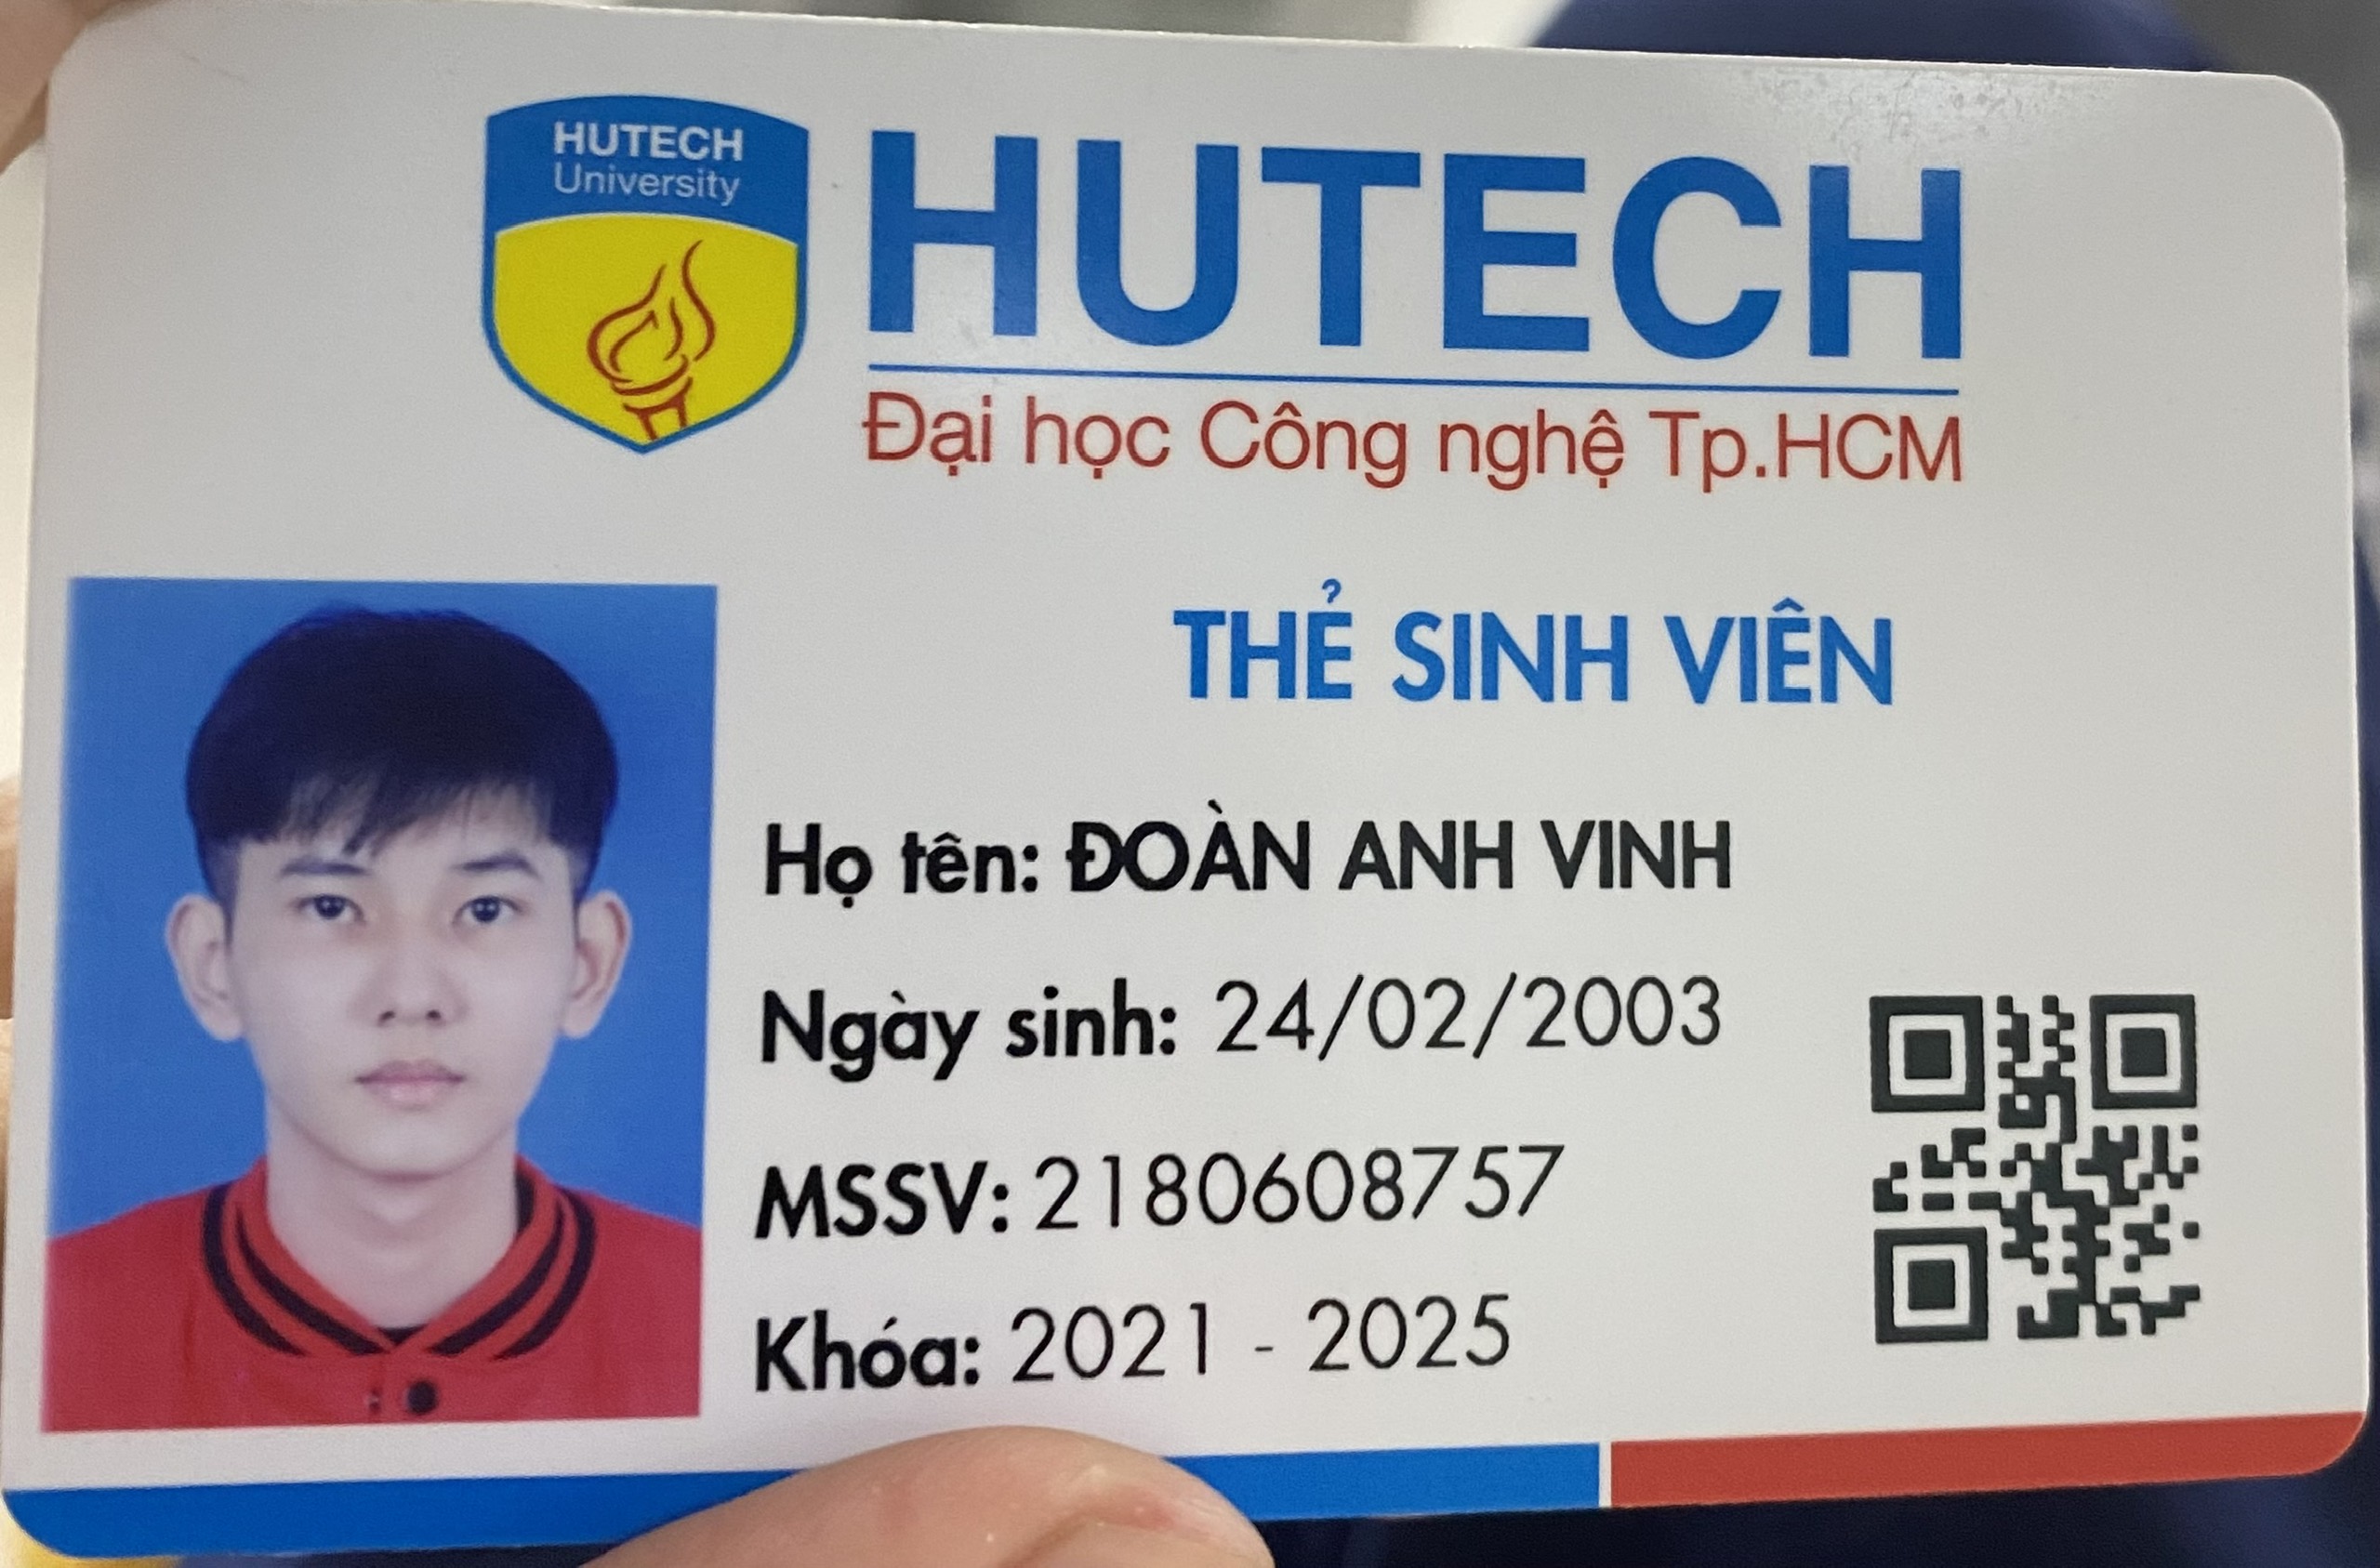 HUTECH
University
HUTECH
Đại học Công nghệ Tp.HCM
THẺ SINH VIÊN
Họ tên: ĐOÀN ANH VINH
Ngày sinh: 24/02/2003
MSSV: 2180608757
Khóa: 2021 - 2025